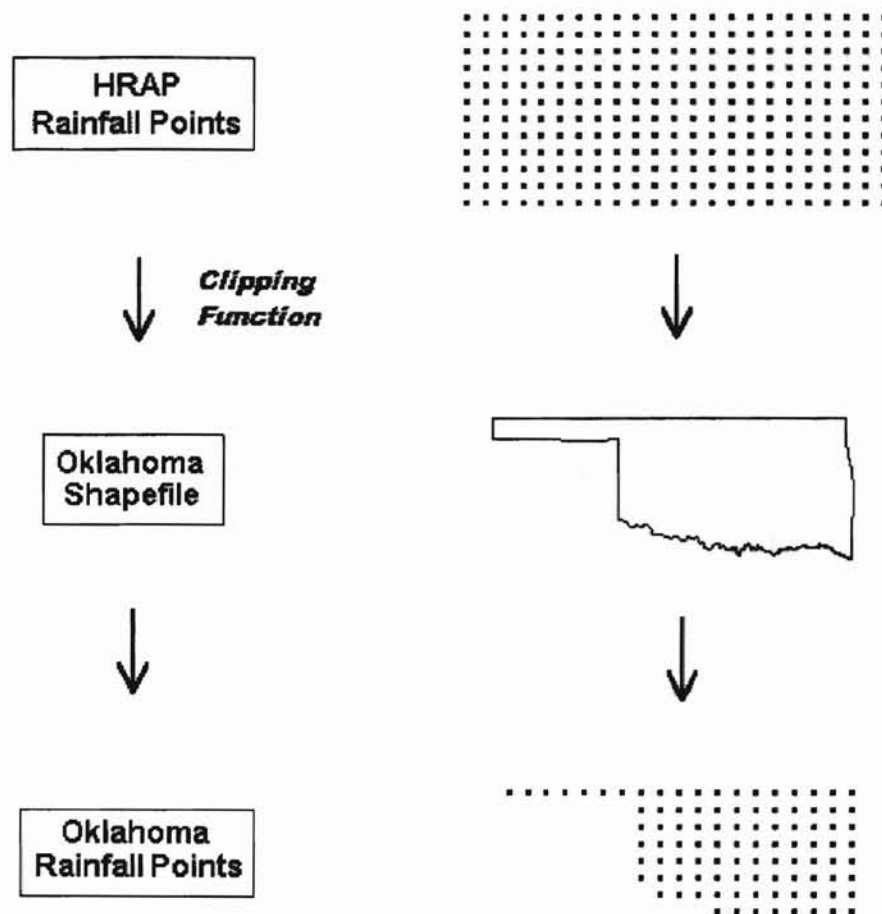 HRAP
Rainfall Points
Clipping
Function
Oklahoma
Shapefile
Oklahoma
Rainfall Points